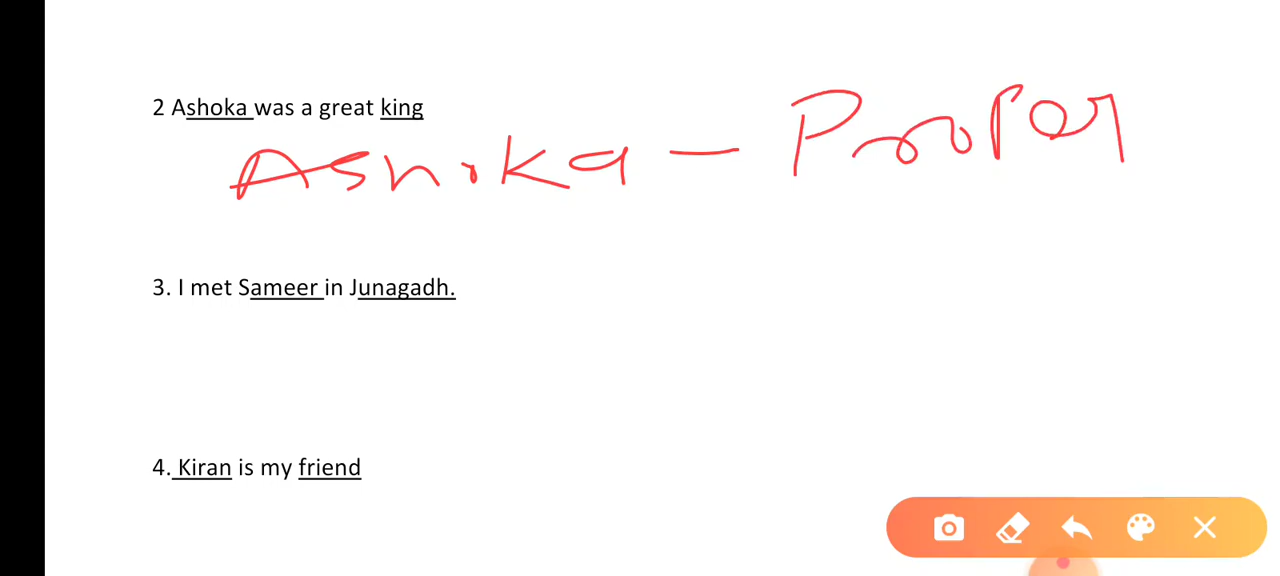 2 Ashoka was a great king
Ashoka - Proper
3. I met Sameer in Junagadh.
4. Kiran is my friend